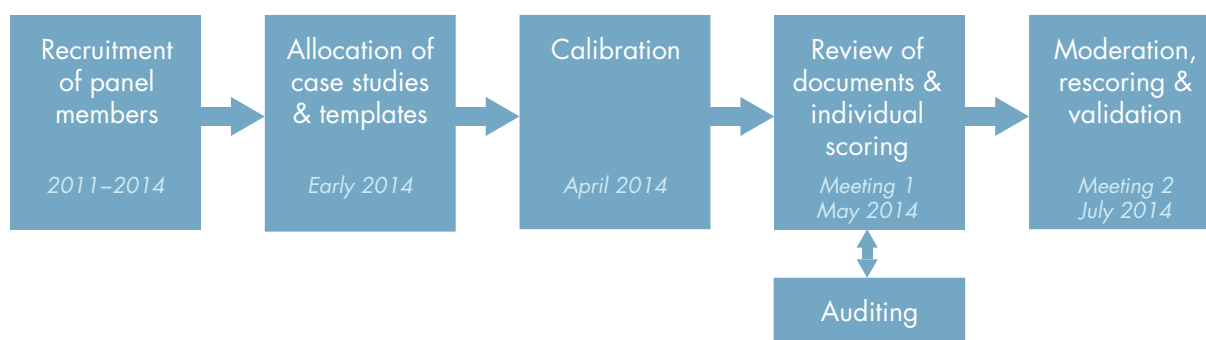 Recruitment
of panel
members
2011–2014
Allocation of
case studies
& templates
Early 2014
Calibration
April 2014
Review of
documents &
individual
scoring
Meeting 1
May 2014
Moderation,
rescoring &
validation
Meeting 2
July 2014
Auditing